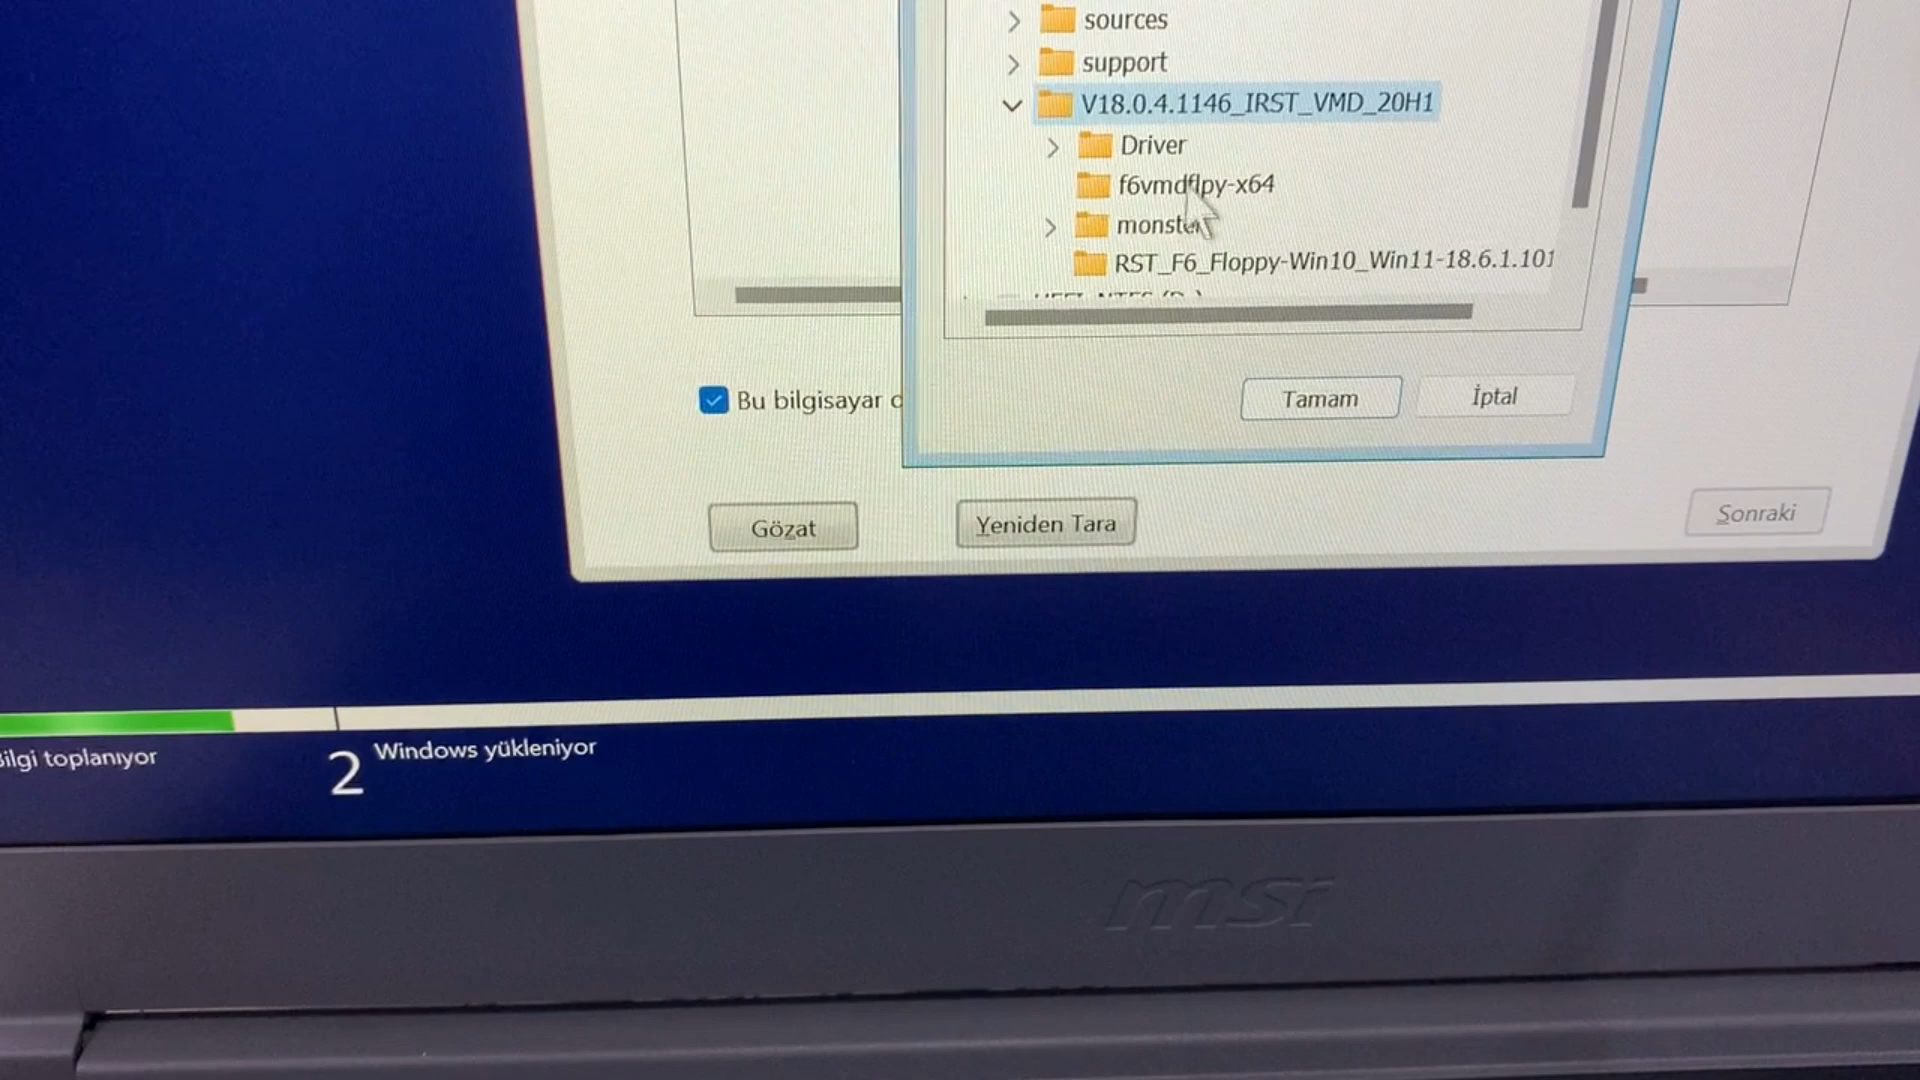 sources
support
V18.0.4.1146_IRST_VMD_20H1
Driver
f6vmdflpy-x64
monster
RST_F6_Floppy-Win10_Win11-18.6.1.101
Bu bilgisayar
Tamam
İptal
Gözat
Yeniden Tara
Sonraki
Bilgi toplanıyor
2 Windows yükleniyor
msi